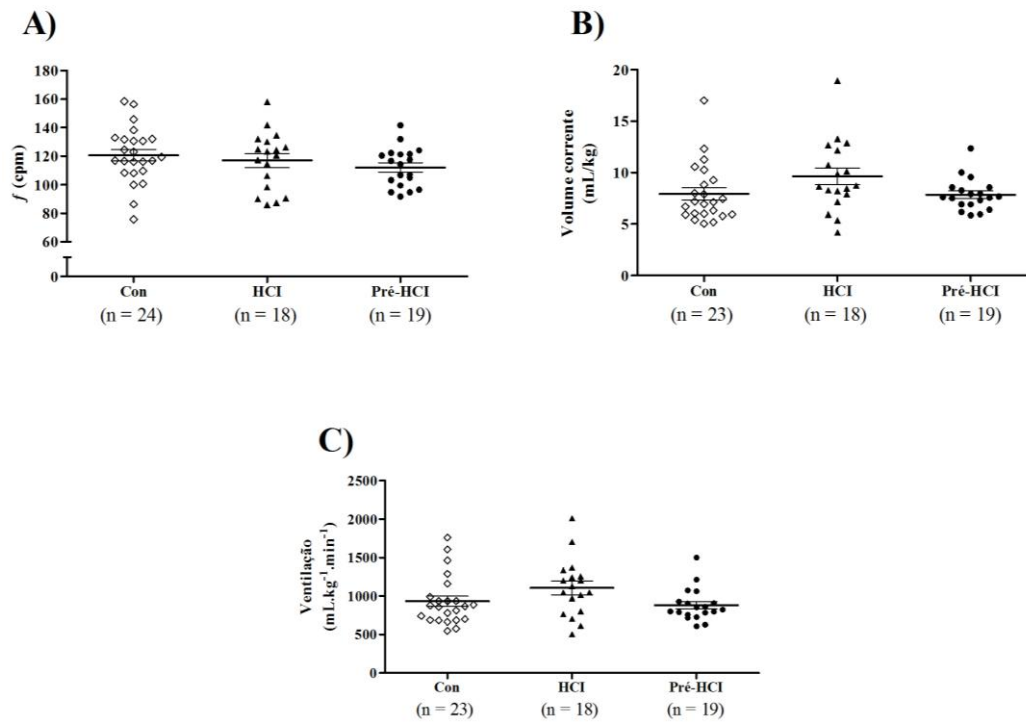 A)
180
160
140
120
100
80
60
0
f (cpm)
Con
HCI
Pré-HCI
(n = 24)
(n = 18)
(n = 19)
B)
20
15
10
5
0
Volume corrente
(mL/kg)
Con
HCI
Pré-HCI
(n = 23)
(n = 18)
(n = 19)
C)
2500
2000
1500
1000
500
0
Ventilação
(mL.kg⁻¹.min⁻¹)
Con
HCI
Pré-HCI
(n = 23)
(n = 18)
(n = 19)